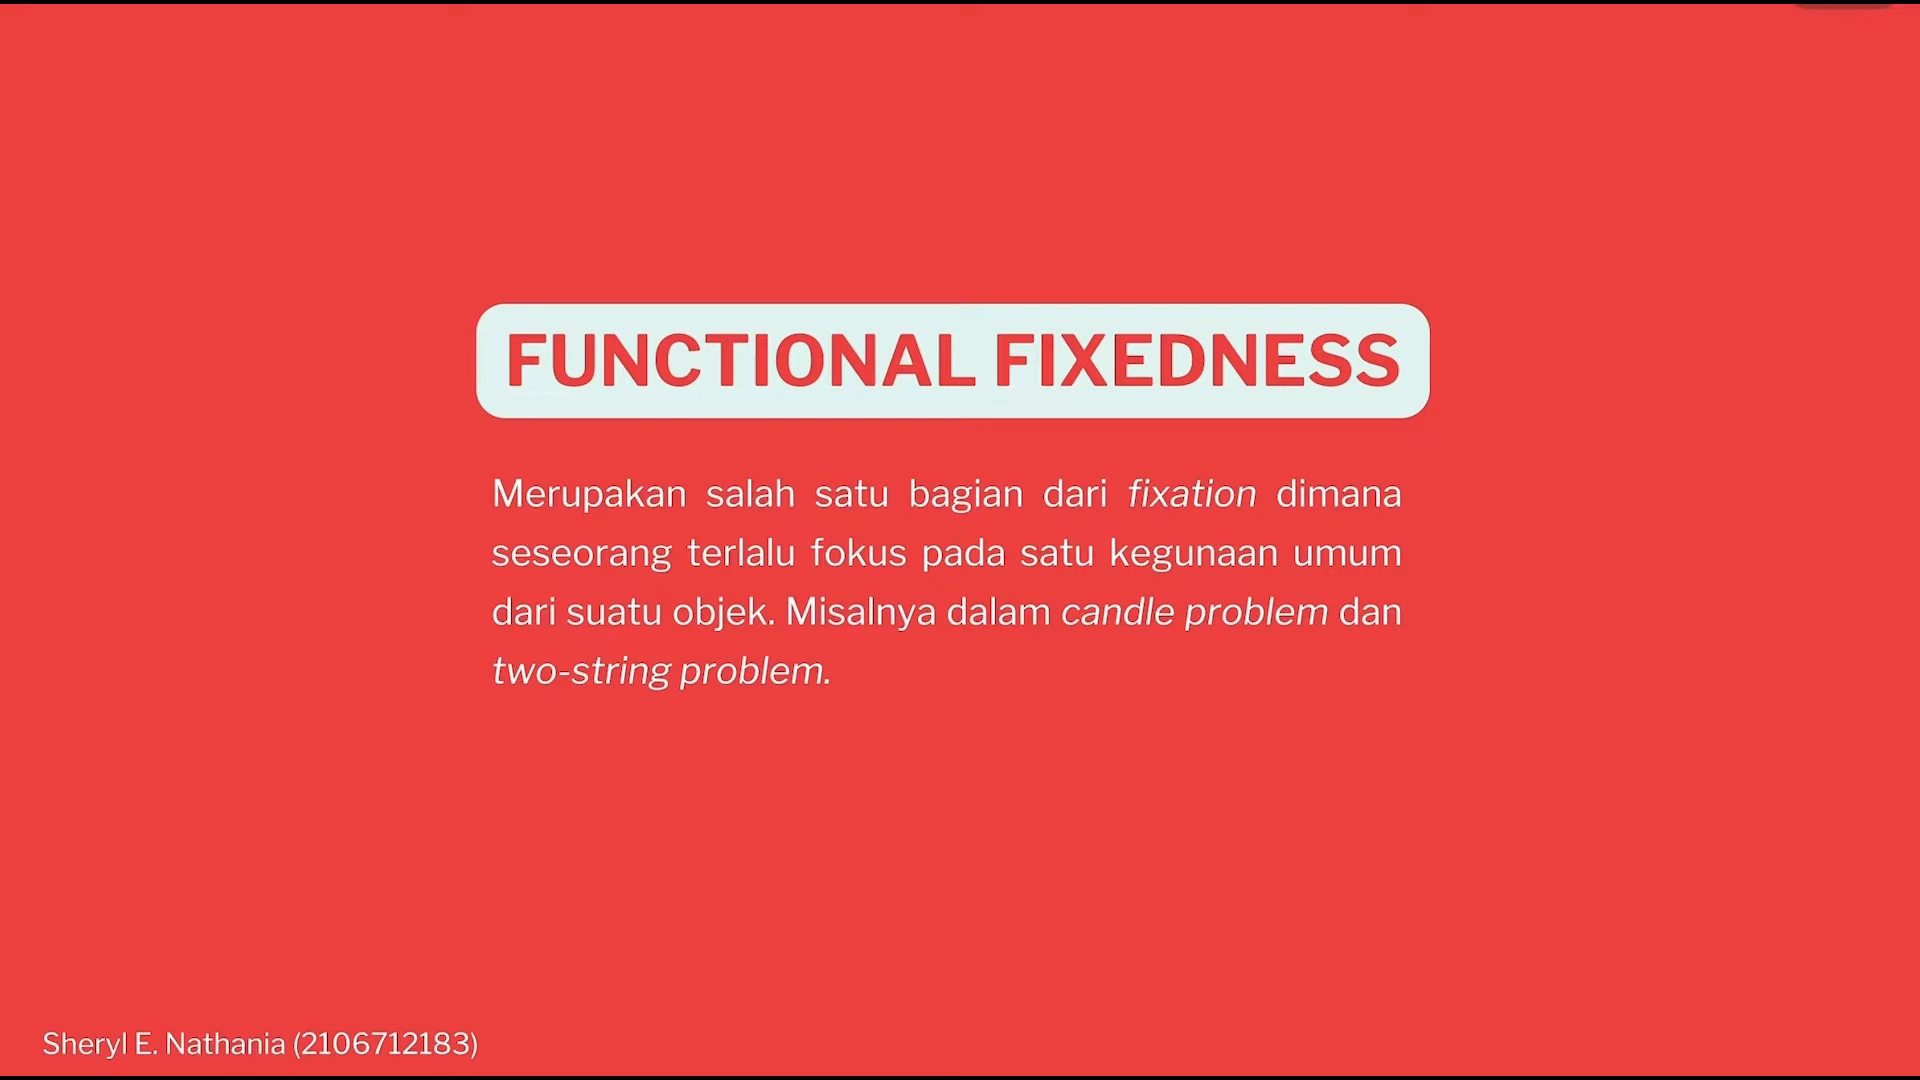 FUNCTIONAL FIXEDNESS
Merupakan salah satu bagian dari fixation dimana
seseorang terlalu fokus pada satu kegunaan umum
dari suatu objek. Misalnya dalam candle problem dan
two-string problem.
Sheryl E. Nathania (2106712183)